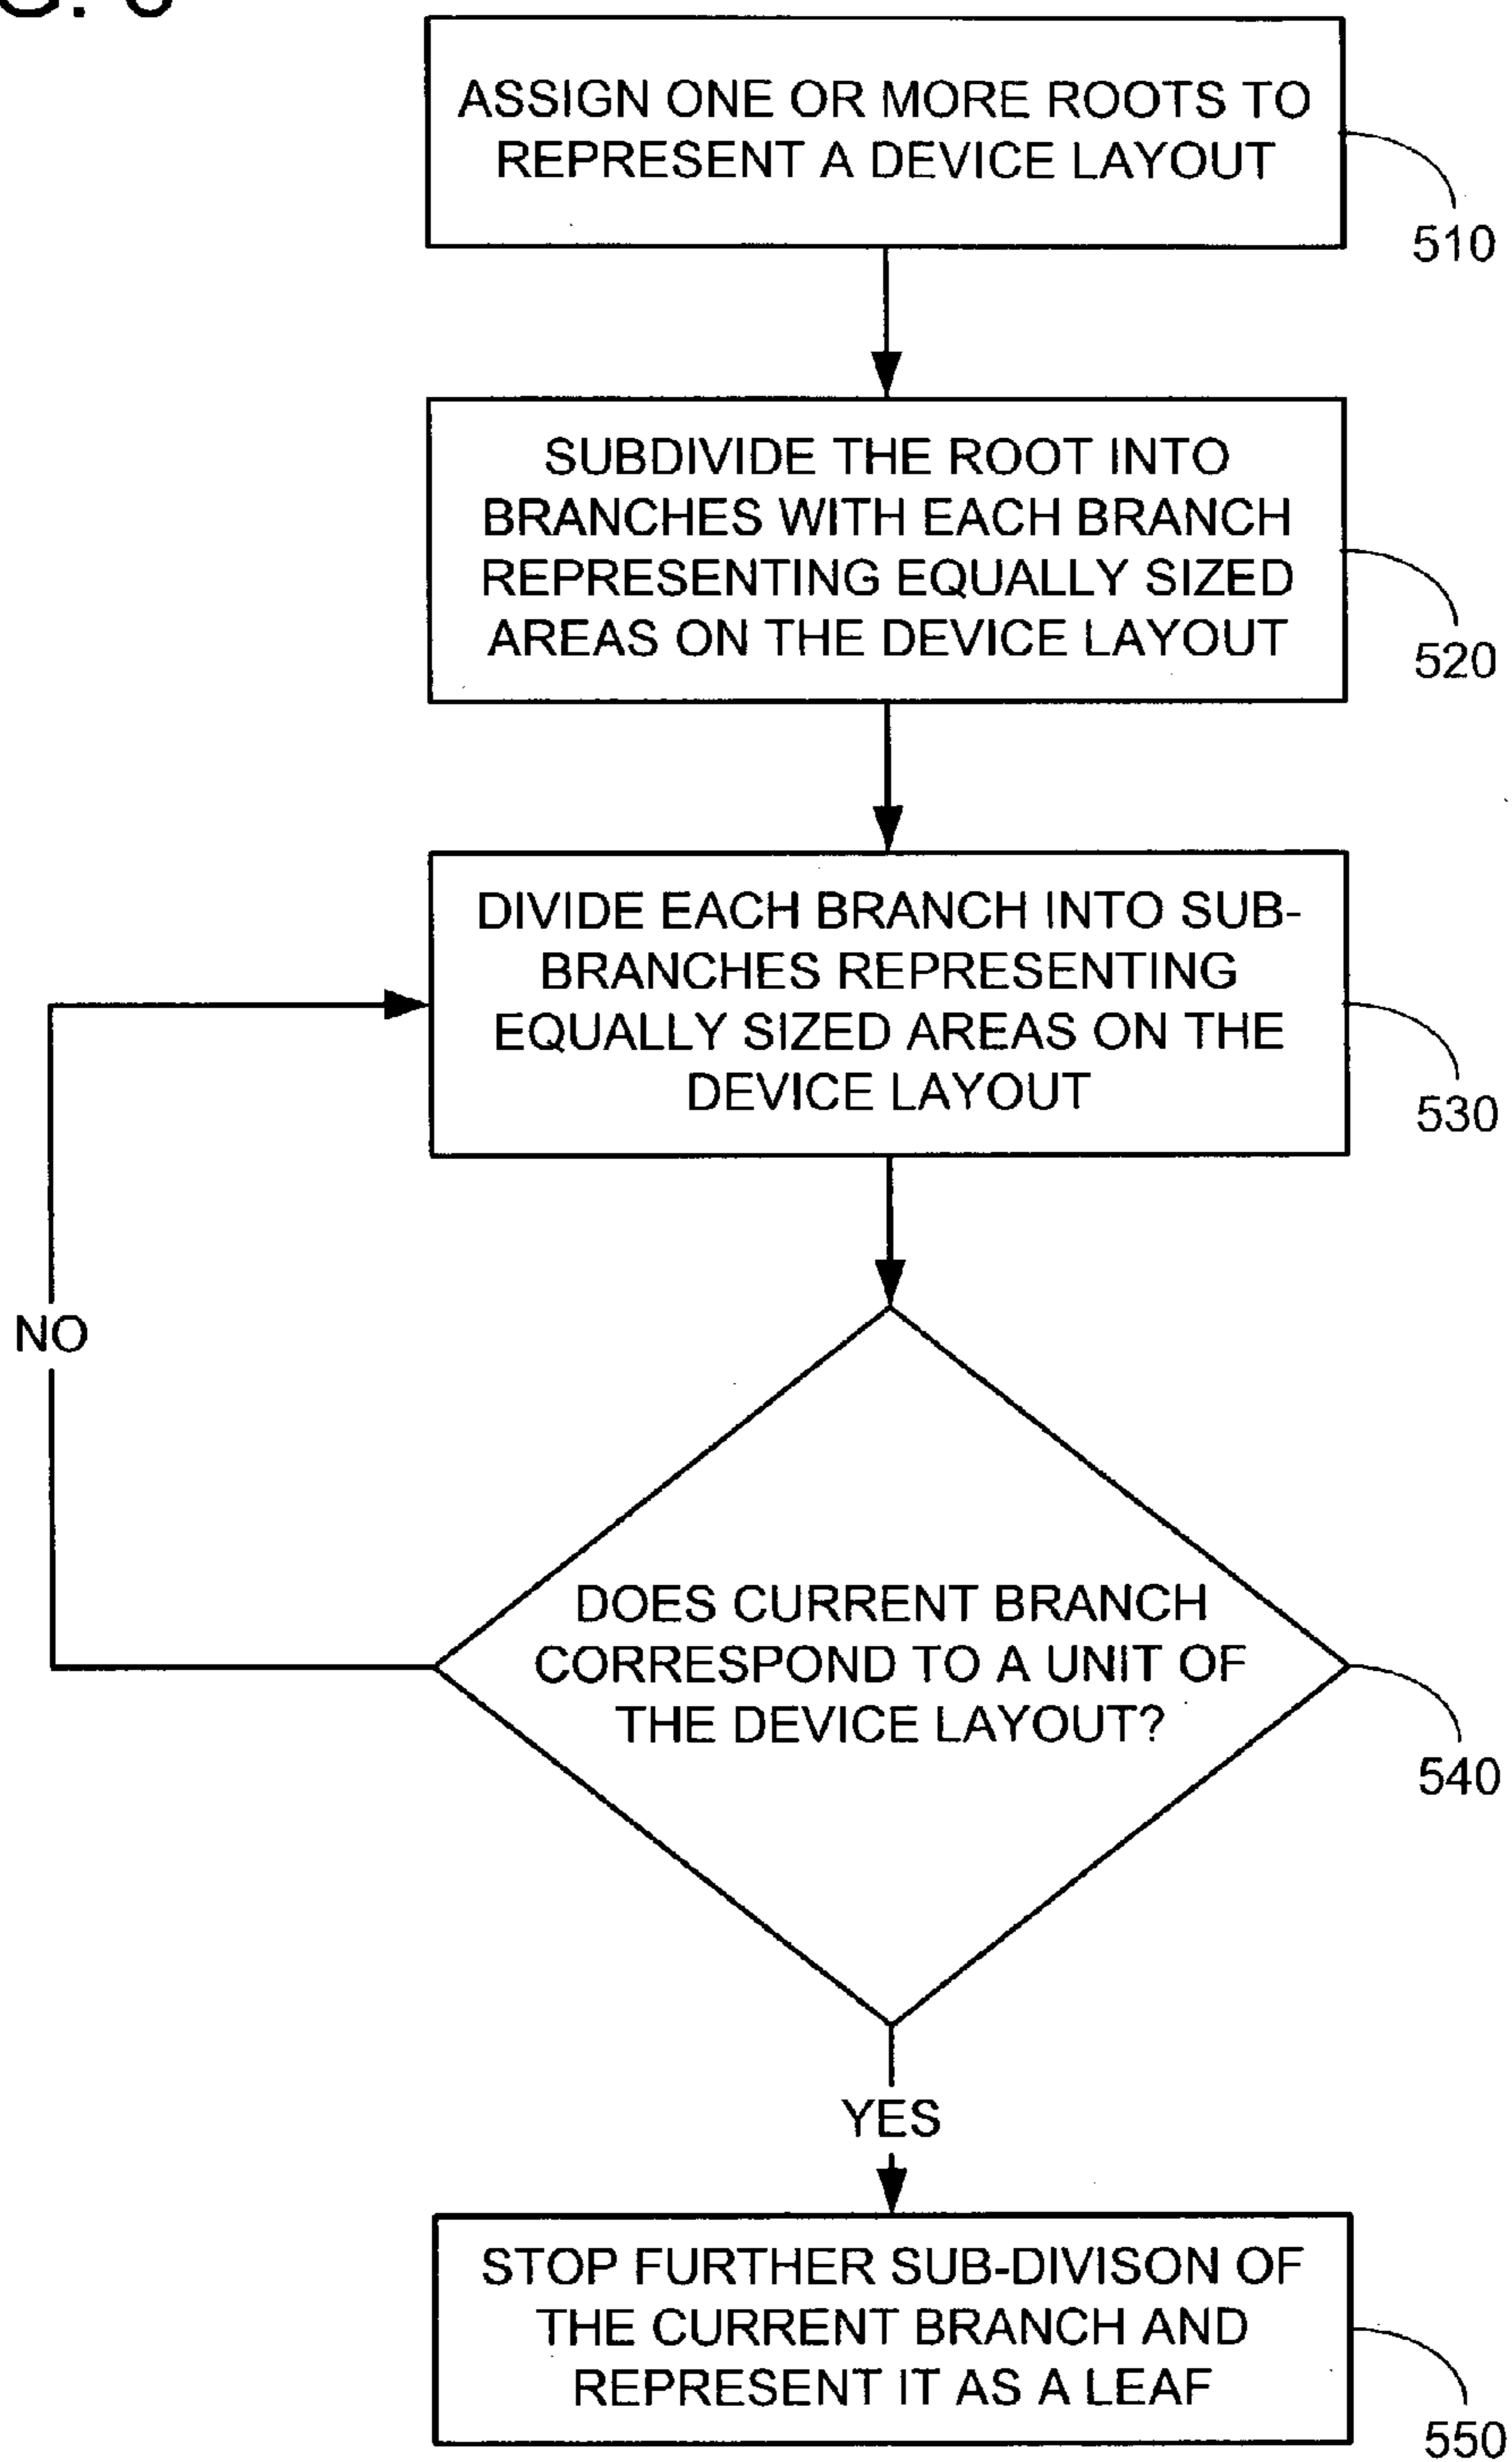 ASSIGN ONE OR MORE ROOTS TO
REPRESENT A DEVICE LAYOUT
510
SUBDIVIDE THE ROOT INTO
BRANCHES WITH EACH BRANCH
REPRESENTING EQUALLY SIZED
AREAS ON THE DEVICE LAYOUT
520
DIVIDE EACH BRANCH INTO SUB-
BRANCHES REPRESENTING
EQUALLY SIZED AREAS ON THE
DEVICE LAYOUT
530
NO
DOES CURRENT BRANCH
CORRESPOND TO A UNIT OF
THE DEVICE LAYOUT?
540
YES
STOP FURTHER SUB-DIVISON OF
THE CURRENT BRANCH AND
REPRESENT IT AS A LEAF
550